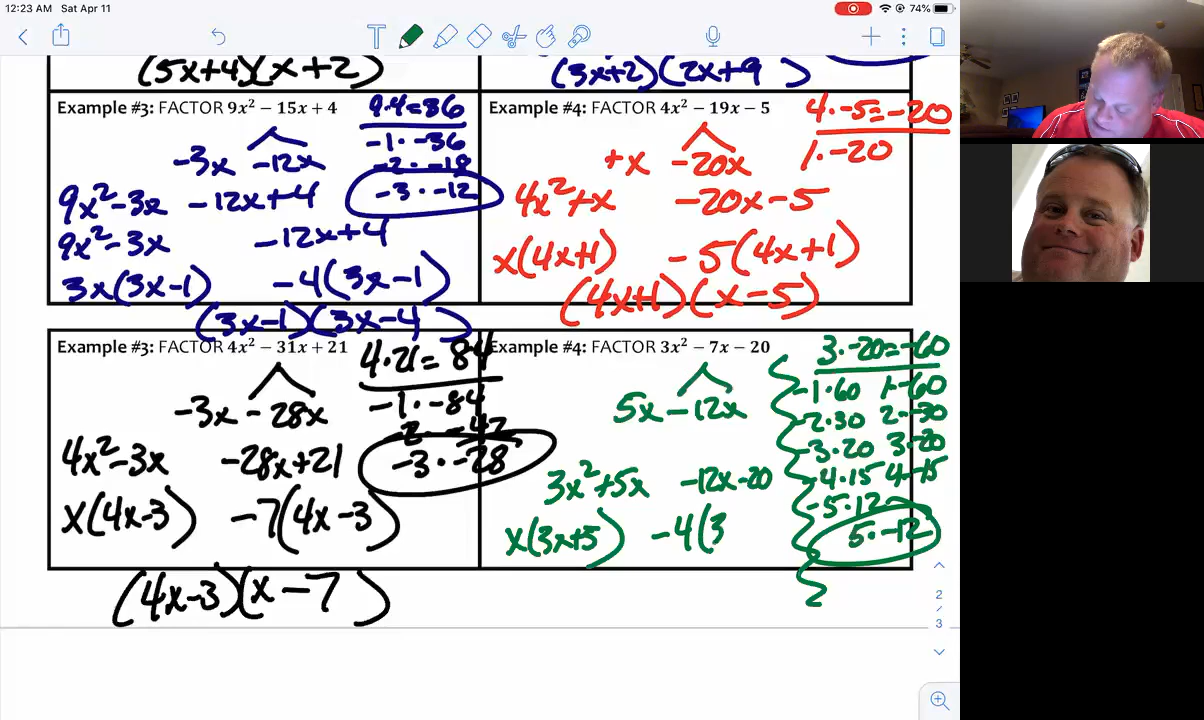 12:23 AM Sat Apr 11
74%
T
(5x+4)(x+2)
(3x+2)(2x+9)
Example #3: FACTOR 9x² − 15x + 4
9·4=36
-1·-36
-2·-18
-3·-12
-3x -12x
9x²-3x -12x+4
9x²-3x -12x+4
3x(3x-1) -4(3x-1)
(3x-1)(3x-4)
Example #4: FACTOR 4x² − 19x − 5
4·-5=-20
1·-20
+x -20x
4x²+x -20x-5
x(4x+1) -5(4x+1)
(4x+1)(x-5)
Example #3: FACTOR 4x² − 31x + 21
4·21=84
-1·-84
-2·-42
-3·-28
-3x -28x
4x²-3x -28x+21
x(4x-3) -7(4x-3)
(4x-3)(x-7)
Example #4: FACTOR 3x² − 7x − 20
3·-20=-60
-1·60 1·-60
-2·30 2·-30
-3·20 3·-20
-4·15 4·-15
-5·12
5·-12
5x -12x
3x²+5x -12x-20
x(3x+5) -4(3
2
/
3